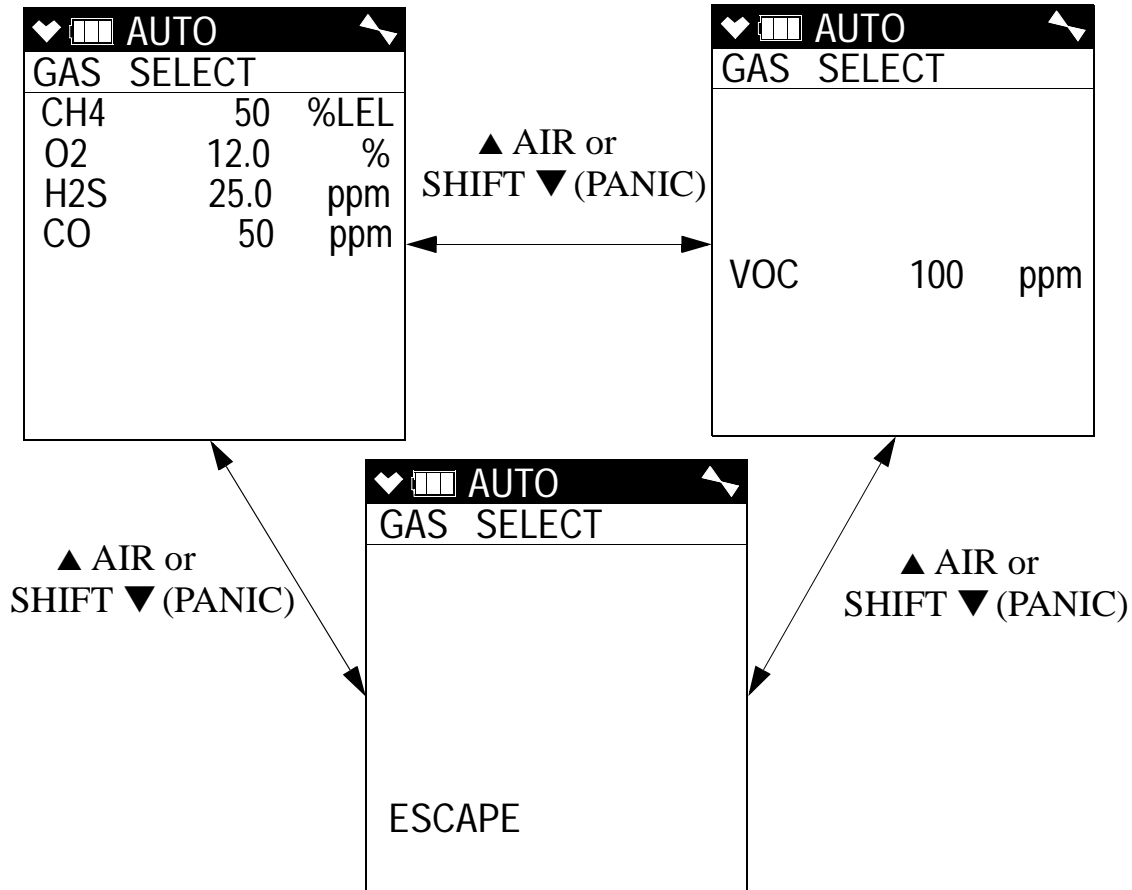 AUTO
GAS SELECT
CH4 50 %LEL
O2 12.0 %
H2S 25.0 ppm
CO 50 ppm
▲ AIR or
SHIFT ▼ (PANIC)
AUTO
GAS SELECT
VOC 100 ppm
▲ AIR or
SHIFT ▼ (PANIC)
AUTO
GAS SELECT
ESCAPE
▲ AIR or
SHIFT ▼ (PANIC)